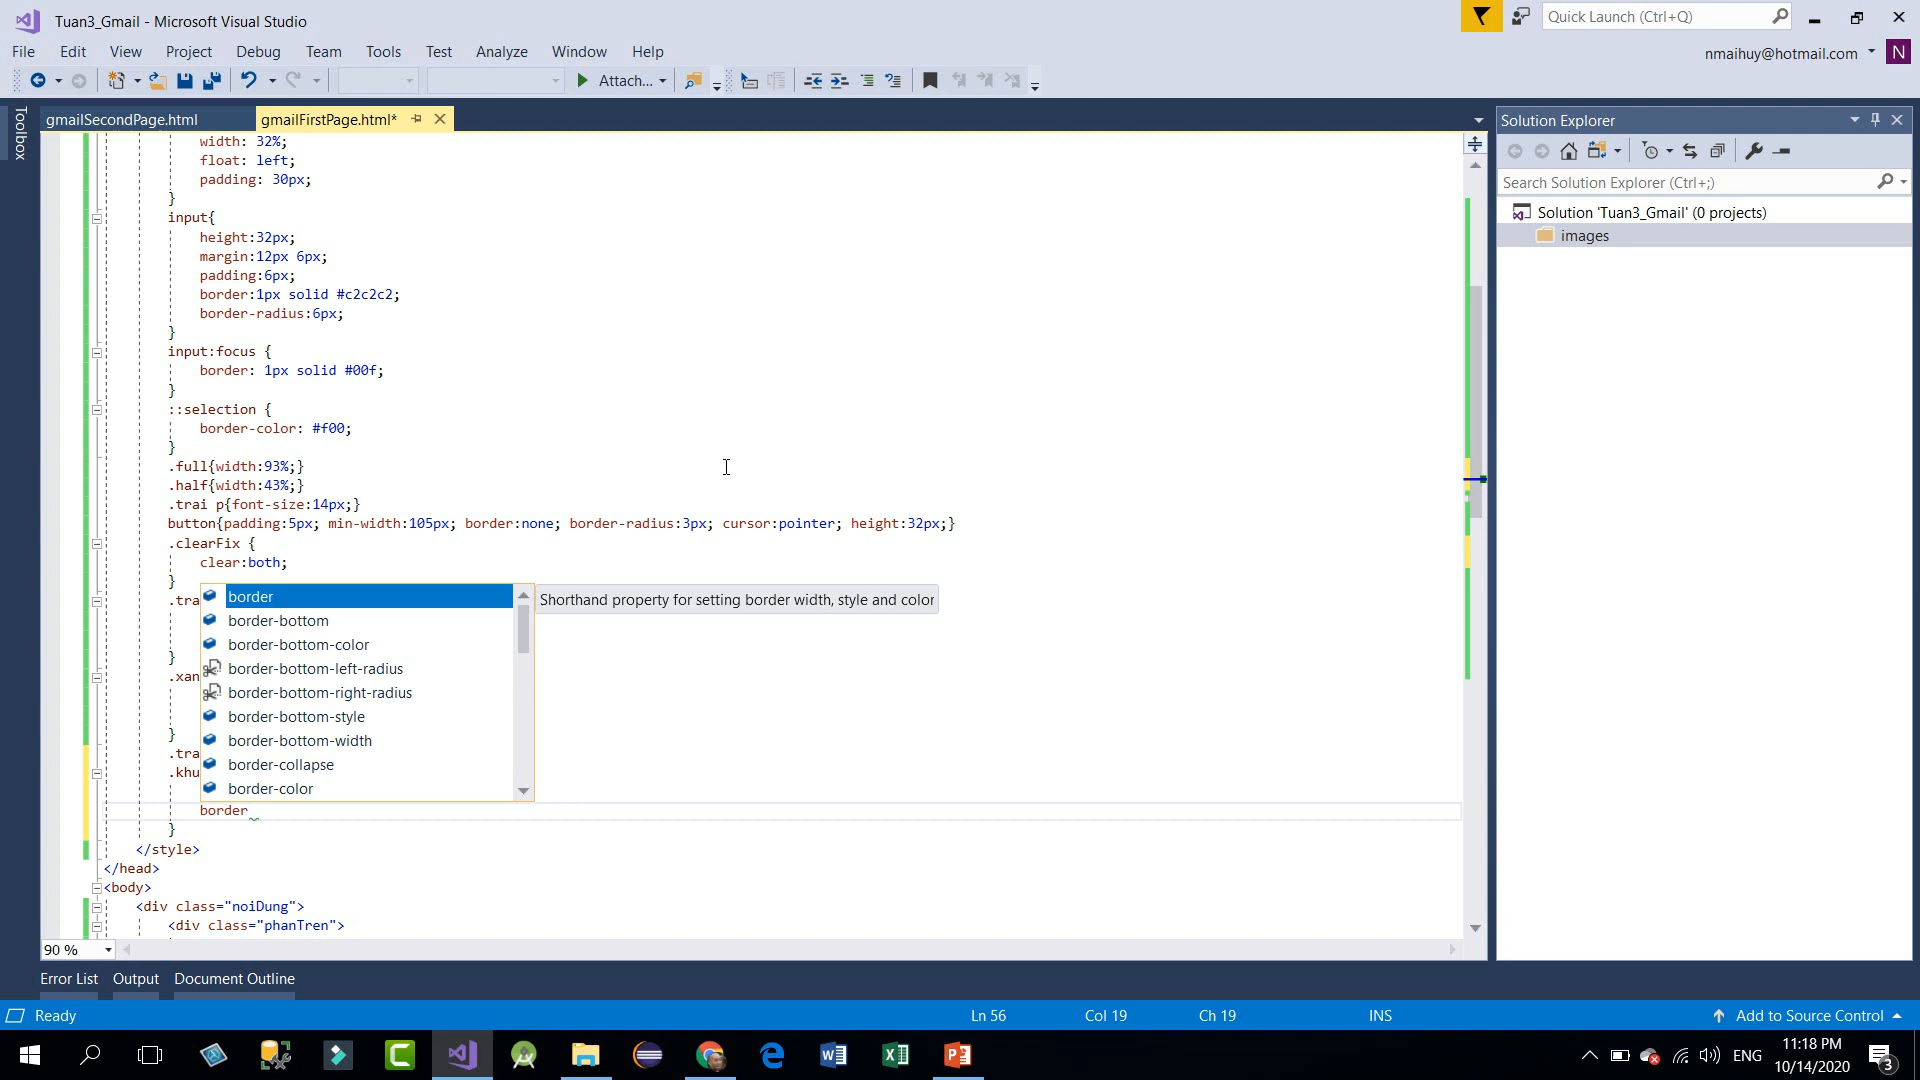 Tuan3_Gmail - Microsoft Visual Studio
Quick Launch (Ctrl+Q)
File Edit View Project Debug Team Tools Test Analyze Window Help
nmaihuy@hotmail.com
N
Attach...
Toolbox
gmailSecondPage.html
gmailFirstPage.html*
Solution Explorer
Search Solution Explorer (Ctrl+;)
Solution 'Tuan3_Gmail' (0 projects)
images
width: 32%;
float: left;
padding: 30px;
}
input{
height:32px;
margin:12px 6px;
padding:6px;
border:1px solid #c2c2c2;
border-radius:6px;
}
input:focus {
border: 1px solid #00f;
}
::selection {
border-color: #f00;
}
.full{width:93%;}
.half{width:43%;}
.trai p{font-size:14px;}
button{padding:5px; min-width:105px; border:none; border-radius:3px; cursor:pointer; height:32px;}
.clearFix {
clear:both;
}
.tra
}
.xan
}
.tra
.khu
border
border-bottom
border-bottom-color
border-bottom-left-radius
border-bottom-right-radius
border-bottom-style
border-bottom-width
border-collapse
border-color
Shorthand property for setting border width, style and color
border
}
</style>
</head>
<body>
<div class="noiDung">
<div class="phanTren">
90 %
Error List Output Document Outline
Ready
Ln 56 Col 19 Ch 19 INS
Add to Source Control
ENG
11:18 PM
10/14/2020
3